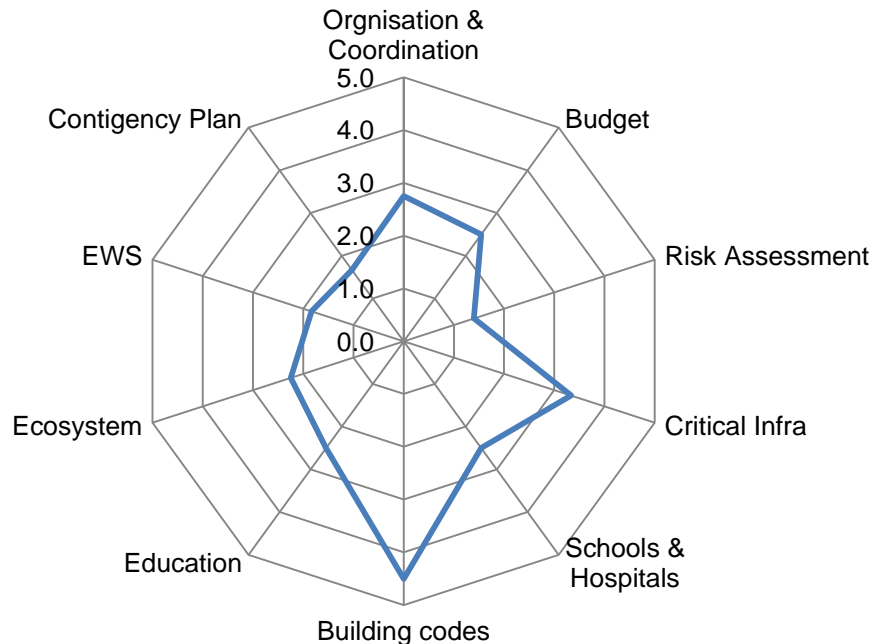 Orgnisation &
Coordination
5.0
4.0
3.0
2.0
1.0
0.0
Budget
Risk Assessment
Critical Infra
Schools &
Hospitals
Building codes
Education
Ecosystem
EWS
Contigency Plan